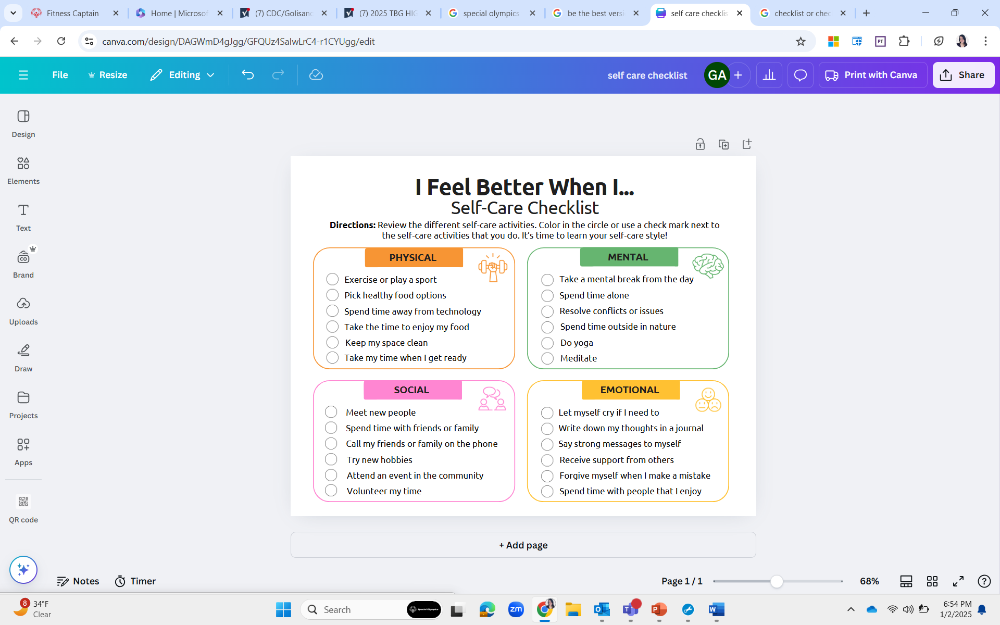 Fitness Captain
Home | Microsof
(7) CDC/Golisano
(7) 2025 TBG HIG
special olympics
be the best versi
self care checklis
checklist or chec
canva.com/design/DAGWmD4gJgg/GFQUz4SaIwLrC4-r1CYUgg/edit
PT
File
Resize
Editing
self care checklist
GA
Print with Canva
Share
Design
Elements
Text
Brand
Uploads
Draw
Projects
Apps
QR code
I Feel Better When I...
Self-Care Checklist
Directions: Review the different self-care activities. Color in the circle or use a check mark next to
the self-care activities that you do. It's time to learn your self-care style!
PHYSICAL
Exercise or play a sport
Pick healthy food options
Spend time away from technology
Take the time to enjoy my food
Keep my space clean
Take my time when I get ready
MENTAL
Take a mental break from the day
Spend time alone
Resolve conflicts or issues
Spend time outside in nature
Do yoga
Meditate
SOCIAL
Meet new people
Spend time with friends or family
Call my friends or family on the phone
Try new hobbies
Attend an event in the community
Volunteer my time
EMOTIONAL
Let myself cry if I need to
Write down my thoughts in a journal
Say strong messages to myself
Receive support from others
Forgive myself when I make a mistake
Spend time with people that I enjoy
+ Add page
Notes
Timer
Page 1 / 1
68%
8
34°F
Clear
Search
Special Olympics
zm
6:54 PM
1/2/2025